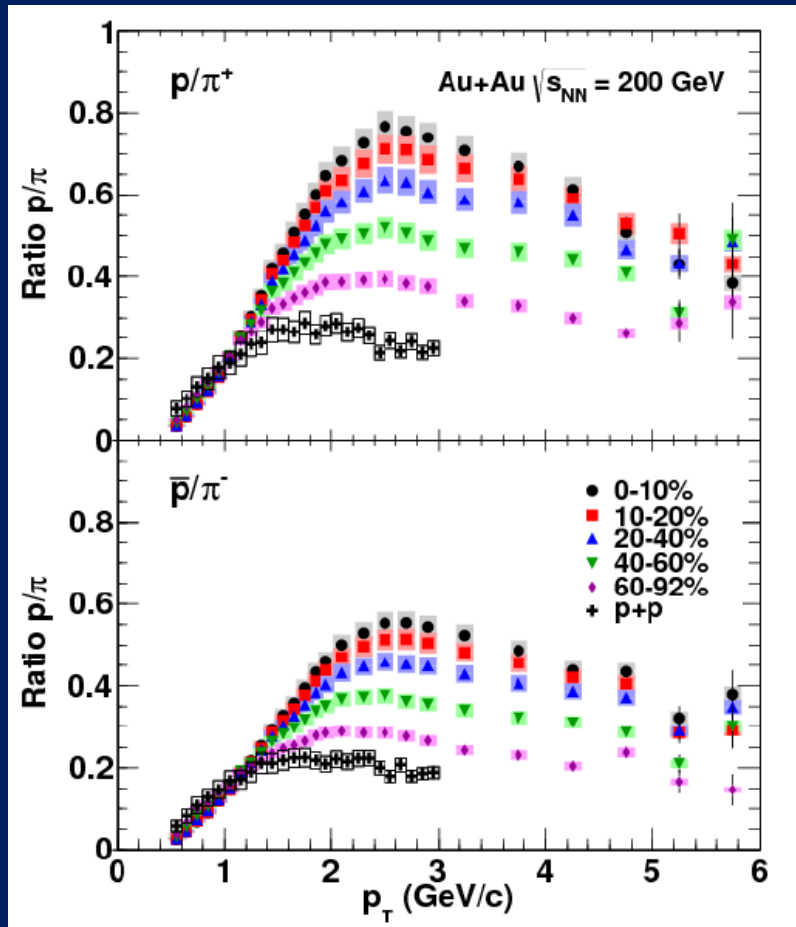 1
0.8
0.6
0.4
0.2
0
Ratio p/π
p/π⁺
Au+Au √s_NN = 200 GeV
0.8
0.6
0.4
0.2
0
Ratio p/π
p̄/π⁻
0-10%
10-20%
20-40%
40-60%
60-92%
p+p
0 1 2 3 4 5 6
p_T (GeV/c)